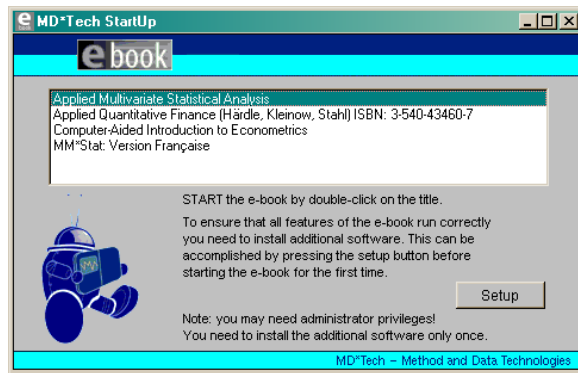 MD*Tech StartUp
e book
Applied Multivariate Statistical Analysis
Applied Quantitative Finance (Härdle, Kleinow, Stahl) ISBN: 3-540-43460-7
Computer-Aided Introduction to Econometrics
MM*Stat: Version Française
START the e-book by double-click on the title.
To ensure that all features of the e-book run correctly
you need to install additional software. This can be
accomplished by pressing the setup button before
starting the e-book for the first time.
Setup
Note: you may need administrator privileges!
You need to install the additional software only once.
MD*Tech – Method and Data Technologies